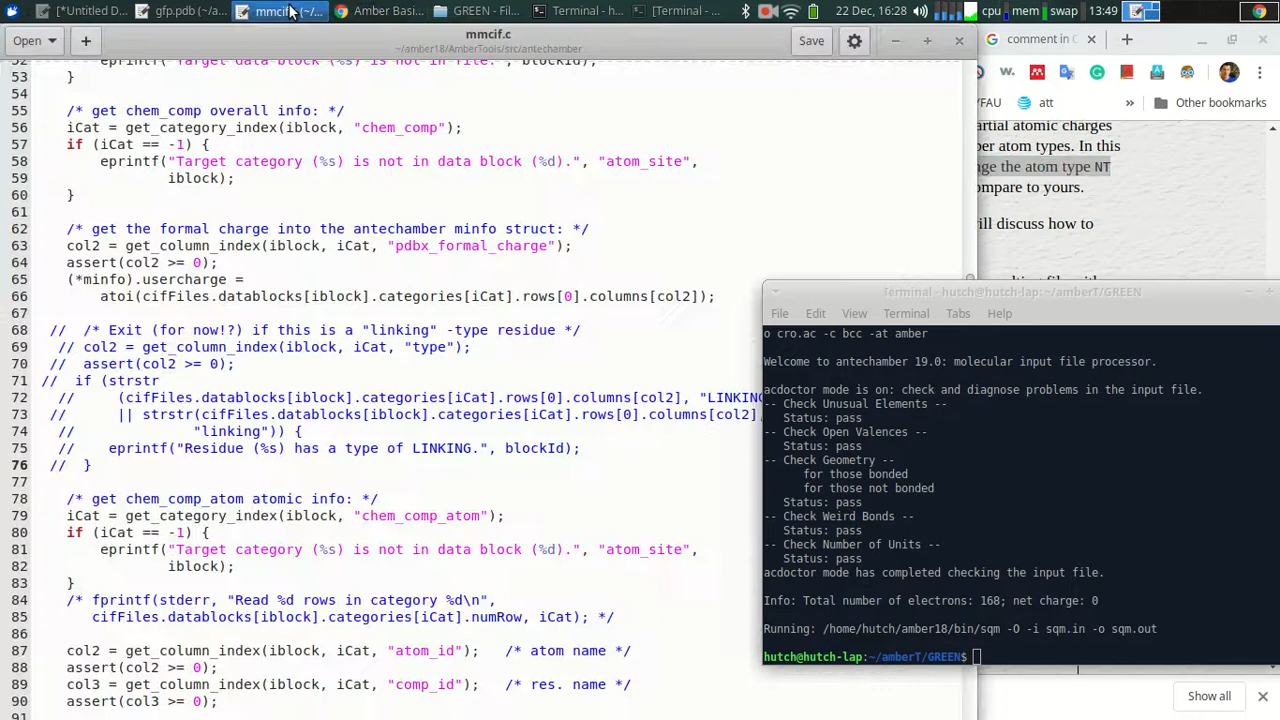 [*Untitled D...
gfp.pdb (~/a...
mmcif (~/...
Amber Basi...
GREEN - Fil...
Terminal - h...
[Terminal - ...
22 Dec, 16:28
cpu
mem
swap
13:49
Open
mmcif.c
~/amber18/AmberTools/src/antechamber
Save
52 eprintf("Target data block (%s) is not in file.", blockId);
53 }
54
55 /* get chem_comp overall info: */
56 iCat = get_category_index(iblock, "chem_comp");
57 if (iCat == -1) {
58 eprintf("Target category (%s) is not in data block (%d).", "atom_site",
59 iblock);
60 }
61
62 /* get the formal charge into the antechamber minfo struct: */
63 col2 = get_column_index(iblock, iCat, "pdbx_formal_charge");
64 assert(col2 >= 0);
65 (*minfo).usercharge =
66 atoi(cifFiles.datablocks[iblock].categories[iCat].rows[0].columns[col2]);
67
68 // /* Exit (for now!?) if this is a "linking" -type residue */
69 // col2 = get_column_index(iblock, iCat, "type");
70 // assert(col2 >= 0);
71 // if (strstr
72 // (cifFiles.datablocks[iblock].categories[iCat].rows[0].columns[col2], "LINKING
73 // || strstr(cifFiles.datablocks[iblock].categories[iCat].rows[0].columns[col2],
74 // "linking")) {
75 // eprintf("Residue (%s) has a type of LINKING.", blockId);
76 // }
77
78 /* get chem_comp_atom atomic info: */
79 iCat = get_category_index(iblock, "chem_comp_atom");
80 if (iCat == -1) {
81 eprintf("Target category (%s) is not in data block (%d).", "atom_site",
82 iblock);
83 }
84 /* fprintf(stderr, "Read %d rows in category %d\n",
85 cifFiles.datablocks[iblock].categories[iCat].numRow, iCat); */
86
87 col2 = get_column_index(iblock, iCat, "atom_id"); /* atom name */
88 assert(col2 >= 0);
89 col3 = get_column_index(iblock, iCat, "comp_id"); /* res. name */
90 assert(col3 >= 0);
91
comment in C
/FAU
att
»
Other bookmarks
artial atomic charges
ber atom types. In this
nge the atom type NT
ompare to yours.
ill discuss how to
Terminal - hutch@hutch-lap: ~/amberT/GREEN
File Edit View Terminal Tabs Help
o cro.ac -c bcc -at amber
Welcome to antechamber 19.0: molecular input file processor.
acdoctor mode is on: check and diagnose problems in the input file.
-- Check Unusual Elements --
Status: pass
-- Check Open Valences --
Status: pass
-- Check Geometry --
for those bonded
for those not bonded
Status: pass
-- Check Weird Bonds --
Status: pass
-- Check Number of Units --
Status: pass
acdoctor mode has completed checking the input file.
Info: Total number of electrons: 168; net charge: 0
Running: /home/hutch/amber18/bin/sqm -O -i sqm.in -o sqm.out
hutch@hutch-lap:~/amberT/GREEN$
Show all